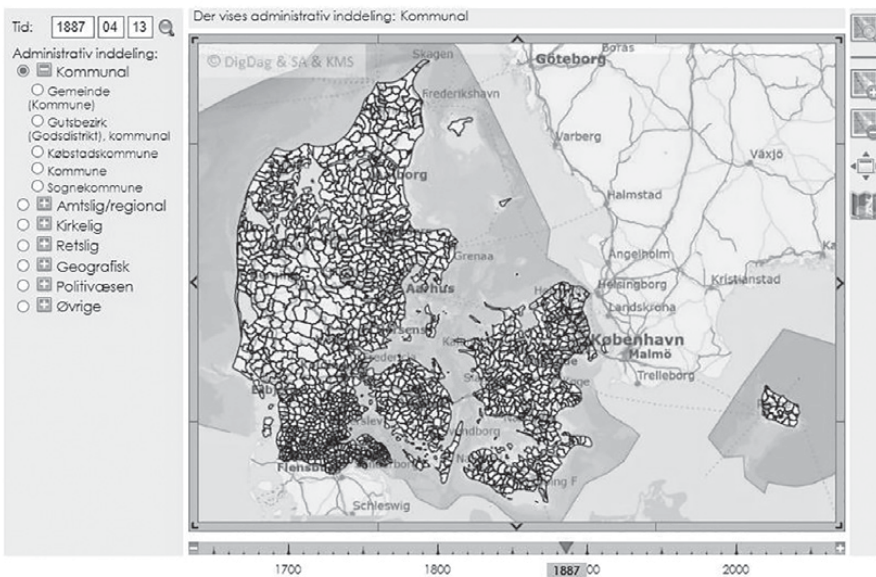 Tid: 1887 04 13
Administrativ inddeling:
Kommunal
Gemeinde
(Kommune)
Gutsbezirk
(Godsdistrikt), kommunal
Købstadskommune
Kommune
Sognekommune
Amtslig/regional
Kirkelig
Retslig
Geografisk
Politivæsen
Øvrige
Der vises administrativ inddeling: Kommunal
© DigDag & SA & KMS
Skagen
Borås
Göteborg
Frederikshavn
Varberg
Växjö
Halmstad
Grenaa
Ängelholm
Aarhus
Helsingborg
Kristianstad
Landskrona
København
Malmö
Trelleborg
Flensburg
Schleswig
1700 1800 1887 2000